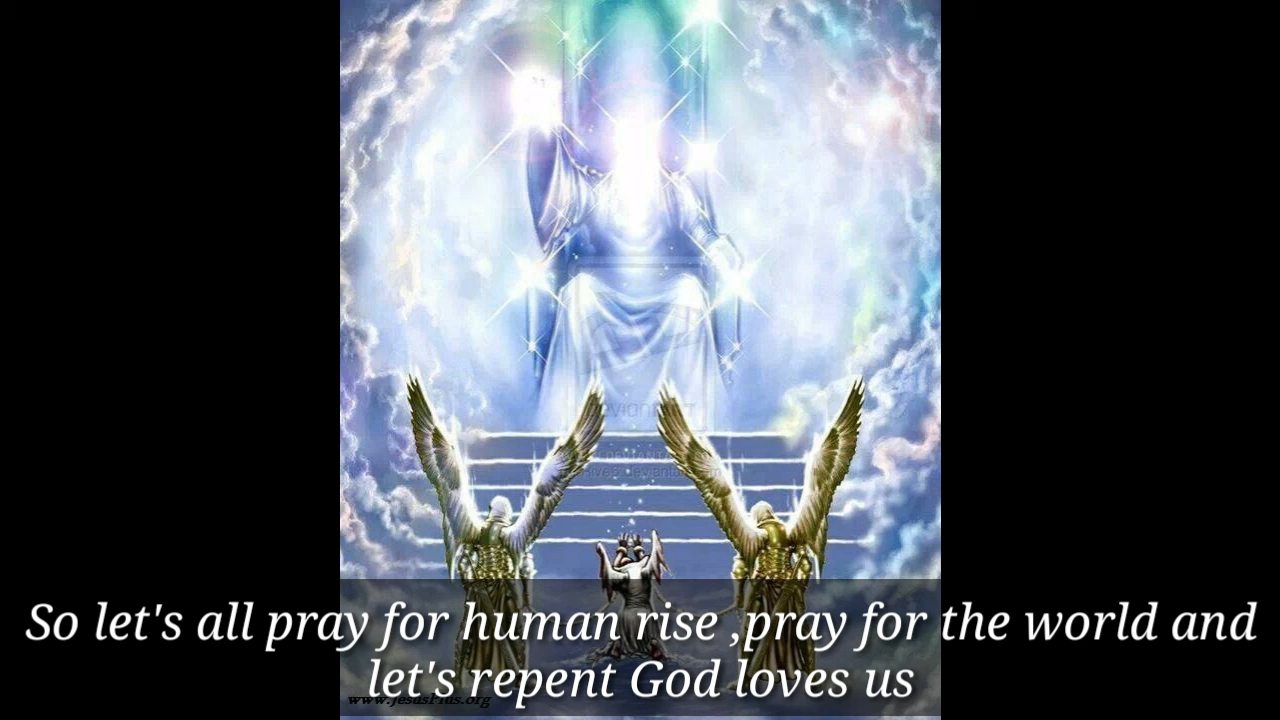 So let's all pray for human rise ,pray for the world and
let's repent God loves us